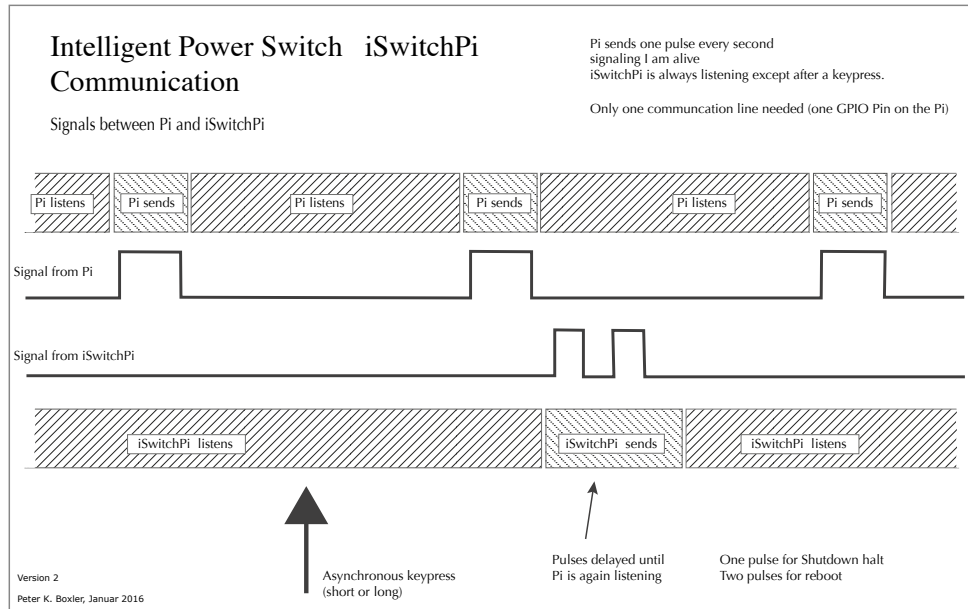 Intelligent Power Switch iSwitchPi
Communication
Signals between Pi and iSwitchPi
Pi sends one pulse every second
signaling I am alive
iSwitchPi is always listening except after a keypress.
Only one communcation line needed (one GPIO Pin on the Pi)
Pi listens
Pi sends
Pi listens
Pi sends
Pi listens
Pi sends
Signal from Pi
Signal from iSwitchPi
iSwitchPi listens
iSwitchPi sends
iSwitchPi listens
Asynchronous keypress
(short or long)
Pulses delayed until
Pi is again listening
One pulse for Shutdown halt
Two pulses for reboot
Version 2
Peter K. Boxler, Januar 2016